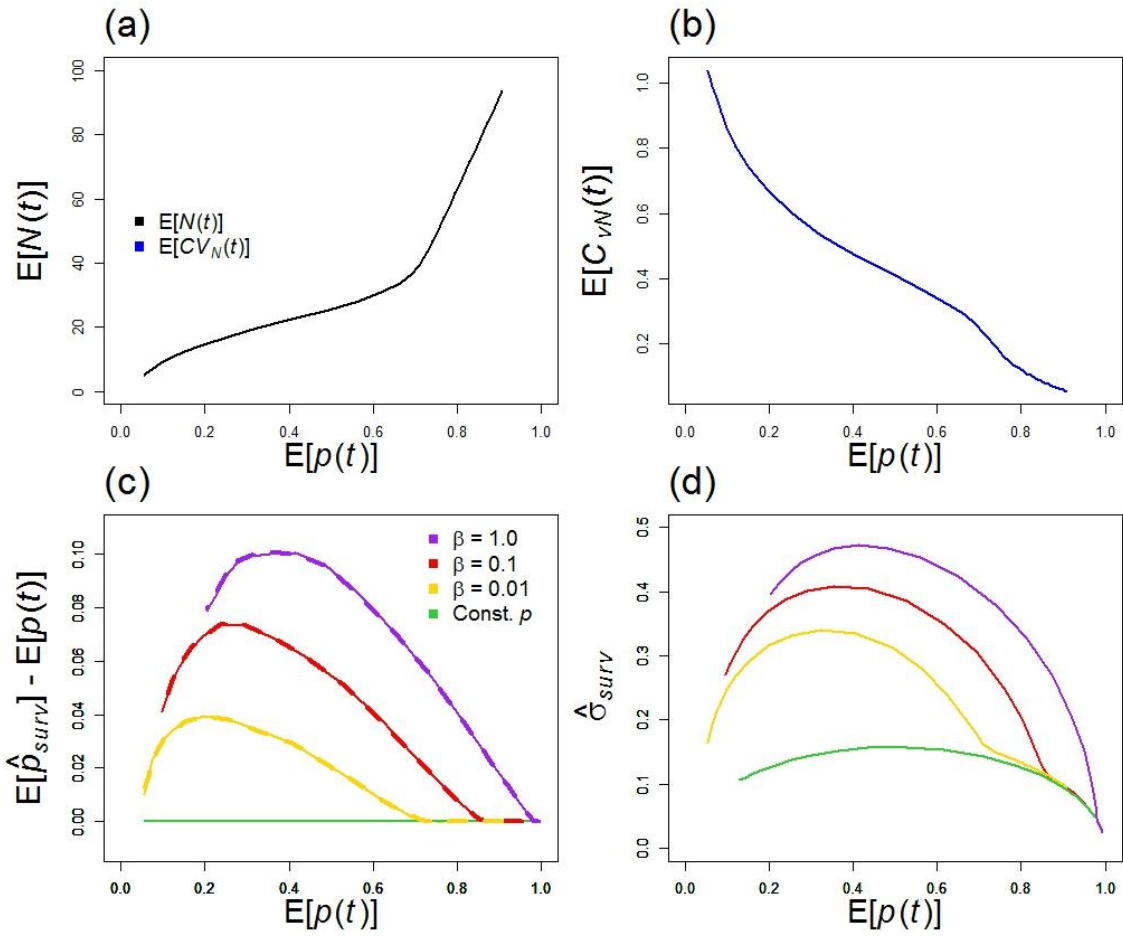 (a)
E[N(t)]
100
80
60
40
20
0
E[N(t)]
E[CV_N(t)]
0.0 0.2 0.4 0.6 0.8 1.0
E[p(t)]
(b)
E[C_vN(t)]
1.0
0.8
0.6
0.4
0.2
0.0 0.2 0.4 0.6 0.8 1.0
E[p(t)]
(c)
E[p̂_surv] - E[p(t)]
0.10
0.08
0.06
0.04
0.02
0.00
β = 1.0
β = 0.1
β = 0.01
Const. p
0.0 0.2 0.4 0.6 0.8 1.0
E[p(t)]
(d)
σ̂_surv
0.5
0.4
0.3
0.2
0.1
0.0
0.0 0.2 0.4 0.6 0.8 1.0
E[p(t)]